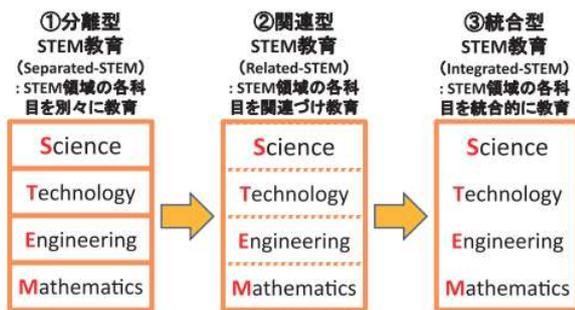 ①分離型
STEM教育
（Separated-STEM）
：STEM領域の各科
目を別々に教育
Science
Technology
Engineering
Mathematics
②関連型
STEM教育
（Related-STEM）
：STEM領域の各科
目を関連づけ教育
Science
Technology
Engineering
Mathematics
③統合型
STEM教育
（Integrated-STEM）
：STEM領域の各科
目を統合的に教育
Science
Technology
Engineering
Mathematics